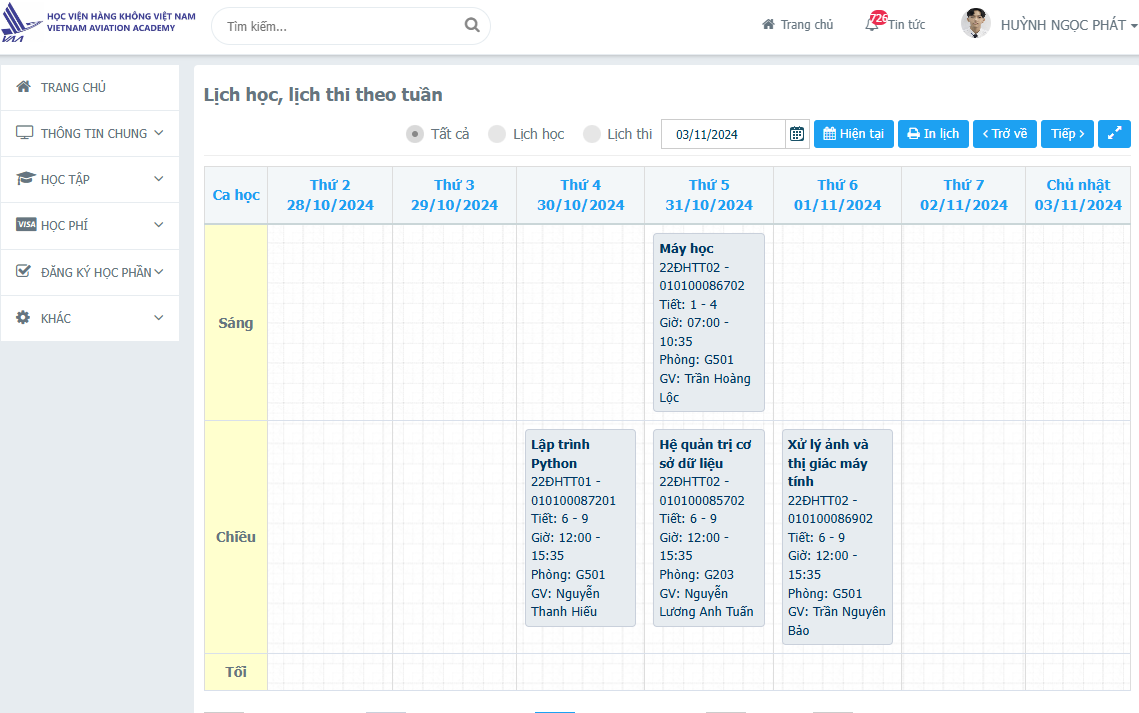 HỌC VIỆN HÀNG KHÔNG VIỆT NAM
VIETNAM AVIATION ACADEMY
Tìm kiếm...
Trang chủ
726
Tin tức
HUỲNH NGỌC PHÁT
TRANG CHỦ
THÔNG TIN CHUNG
HỌC TẬP
VISA
HỌC PHÍ
ĐĂNG KÝ HỌC PHẦN
KHÁC
Lịch học, lịch thi theo tuần
Tất cả
Lịch học
Lịch thi
03/11/2024
Hiện tại
In lịch
Trở về
Tiếp
Ca học
Thứ 2
28/10/2024
Thứ 3
29/10/2024
Thứ 4
30/10/2024
Thứ 5
31/10/2024
Thứ 6
01/11/2024
Thứ 7
02/11/2024
Chủ nhật
03/11/2024
Sáng
Máy học
22ĐHTT02 -
010100086702
Tiết: 1 - 4
Giờ: 07:00 -
10:35
Phòng: G501
GV: Trần Hoàng
Lộc
Chiều
Lập trình
Python
22ĐHTT01 -
010100087201
Tiết: 6 - 9
Giờ: 12:00 -
15:35
Phòng: G501
GV: Nguyễn
Thanh Hiếu
Hệ quản trị cơ
sở dữ liệu
22ĐHTT02 -
010100085702
Tiết: 6 - 9
Giờ: 12:00 -
15:35
Phòng: G203
GV: Nguyễn
Lương Anh Tuấn
Xử lý ảnh và
thị giác máy
tính
22ĐHTT02 -
010100086902
Tiết: 6 - 9
Giờ: 12:00 -
15:35
Phòng: G501
GV: Trần Nguyên
Bảo
Tối